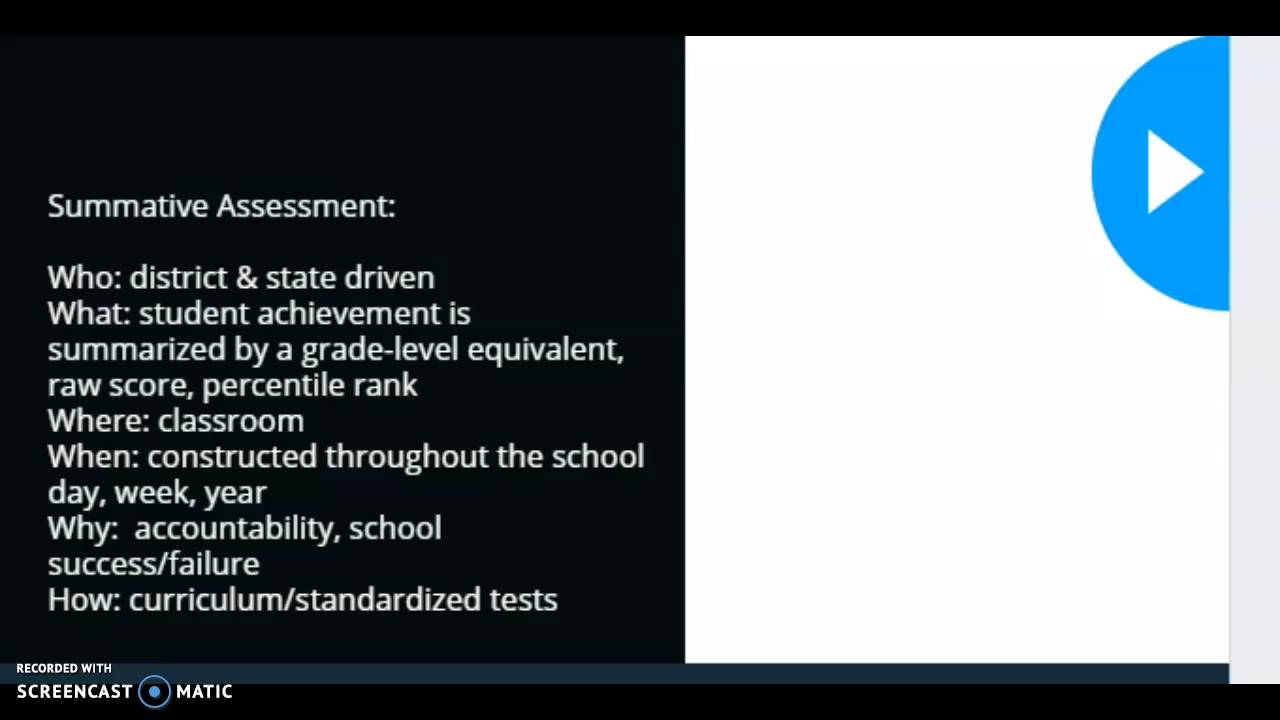 Summative Assessment:
Who: district & state driven
What: student achievement is
summarized by a grade-level equivalent,
raw score, percentile rank
Where: classroom
When: constructed throughout the school
day, week, year
Why:  accountability, school
success/failure
How: curriculum/standardized tests
RECORDED WITH
SCREENCAST MATIC